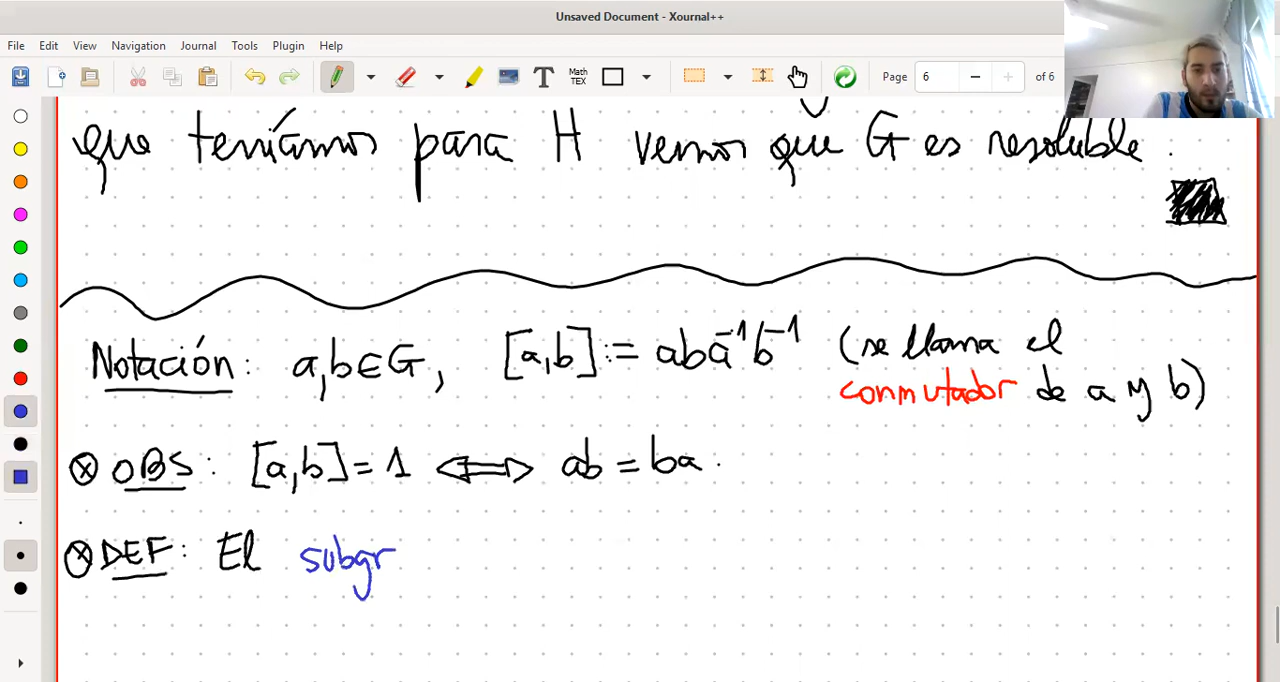 Unsaved Document - Xournal++
File Edit View Navigation Journal Tools Plugin Help
T Math TEX Page 6 of 6
que teníamos para H vemos que G es resoluble.
Notación: a,b∈G, [a,b] := aba⁻¹b⁻¹ (se llama el
conmutador de a y b)
⊗ OBS: [a,b] = 1 ⟺ ab = ba.
⊗ DEF: El subgr